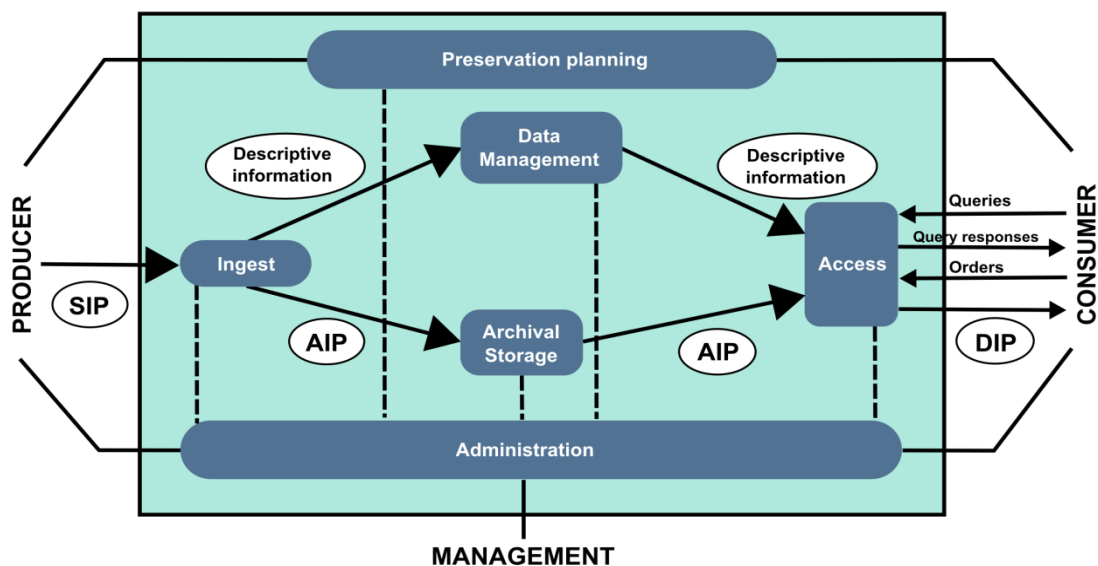 Preservation planning
Data
Management
Descriptive
information
Descriptive
information
Queries
Query responses
Orders
PRODUCER
Ingest
Access
CONSUMER
SIP
AIP
Archival
Storage
AIP
DIP
Administration
MANAGEMENT